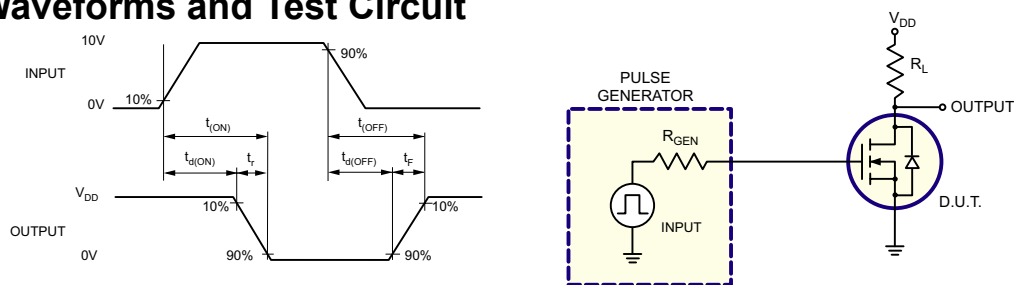 Waveforms and Test Circuit
10V
INPUT
0V
10%
90%
t(ON)
t(OFF)
td(ON)
tr
td(OFF)
tF
VDD
10%
10%
OUTPUT
0V
90%
90%
VDD
RL
OUTPUT
PULSE
GENERATOR
RGEN
INPUT
D.U.T.